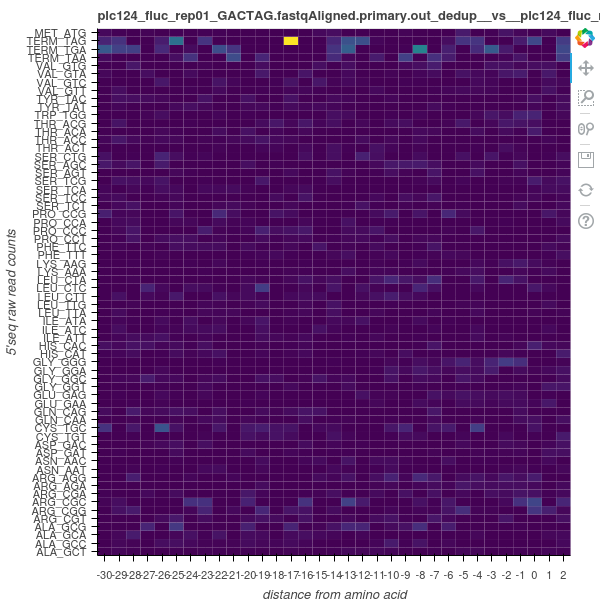 plc124_fluc_rep01_GACTAG.fastqAligned.primary.out_dedup__vs__plc124_fluc_r
MET_ATG
TERM_TAG
TERM_TGA
TERM_TAA
VAL_GTG
VAL_GTA
VAL_GTC
VAL_GTT
TYR_TAC
TYR_TAT
TRP_TGG
THR_ACG
THR_ACA
THR_ACC
THR_ACT
SER_CTG
SER_AGC
SER_AGT
SER_TCG
SER_TCA
SER_TCC
SER_TCT
PRO_CCG
PRO_CCA
PRO_CCC
PRO_CCT
PHE_TTC
PHE_TTT
LYS_AAG
LYS_AAA
LEU_CTA
LEU_CTC
LEU_CTT
LEU_TTG
LEU_TTA
ILE_ATA
ILE_ATC
ILE_ATT
HIS_CAC
HIS_CAT
GLY_GGG
GLY_GGA
GLY_GGC
GLY_GGT
GLU_GAG
GLU_GAA
GLN_CAG
GLN_CAA
CYS_TGC
CYS_TGT
ASP_GAC
ASP_GAT
ASN_AAC
ASN_AAT
ARG_AGG
ARG_AGA
ARG_CGA
ARG_CGC
ARG_CGG
ARG_CGT
ALA_GCG
ALA_GCA
ALA_GCC
ALA_GCT
5'seq raw read counts
-30-29-28-27-26-25-24-23-22-21-20-19-18-17-16-15-14-13-12-11-10-9 -8 -7 -6 -5 -4 -3 -2 -1 0 1 2
distance from amino acid